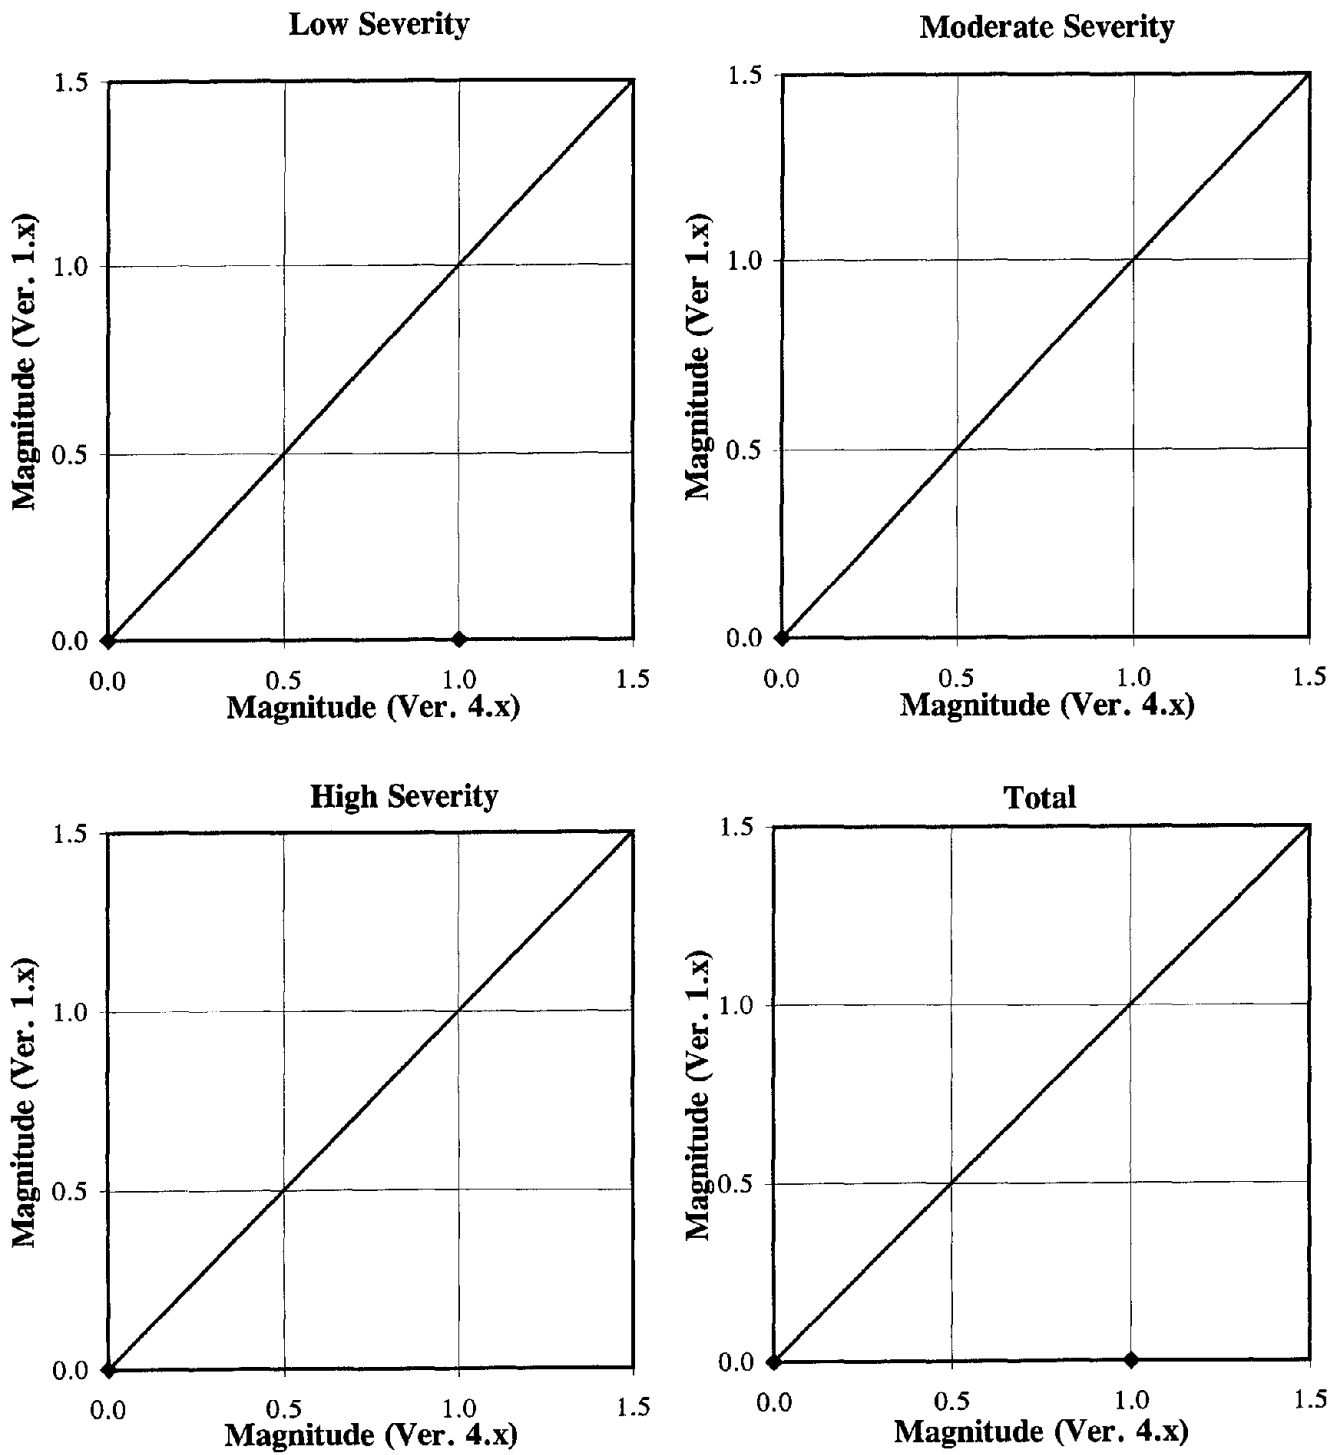 Low Severity
1.5
1.0
0.5
0.0
0.0 0.5 1.0 1.5
Magnitude (Ver. 1.x)
Magnitude (Ver. 4.x)
Moderate Severity
1.5
1.0
0.5
0.0
0.0 0.5 1.0 1.5
Magnitude (Ver 1.x)
Magnitude (Ver. 4.x)
High Severity
1.5
1.0
0.5
0.0
0.0 0.5 1.0 1.5
Magnitude (Ver. 1.x)
Magnitude (Ver. 4.x)
Total
1.5
1.0
0.5
0.0
0.0 0.5 1.0 1.5
Magnitude (Ver. 1.x)
Magnitude (Ver. 4.x)